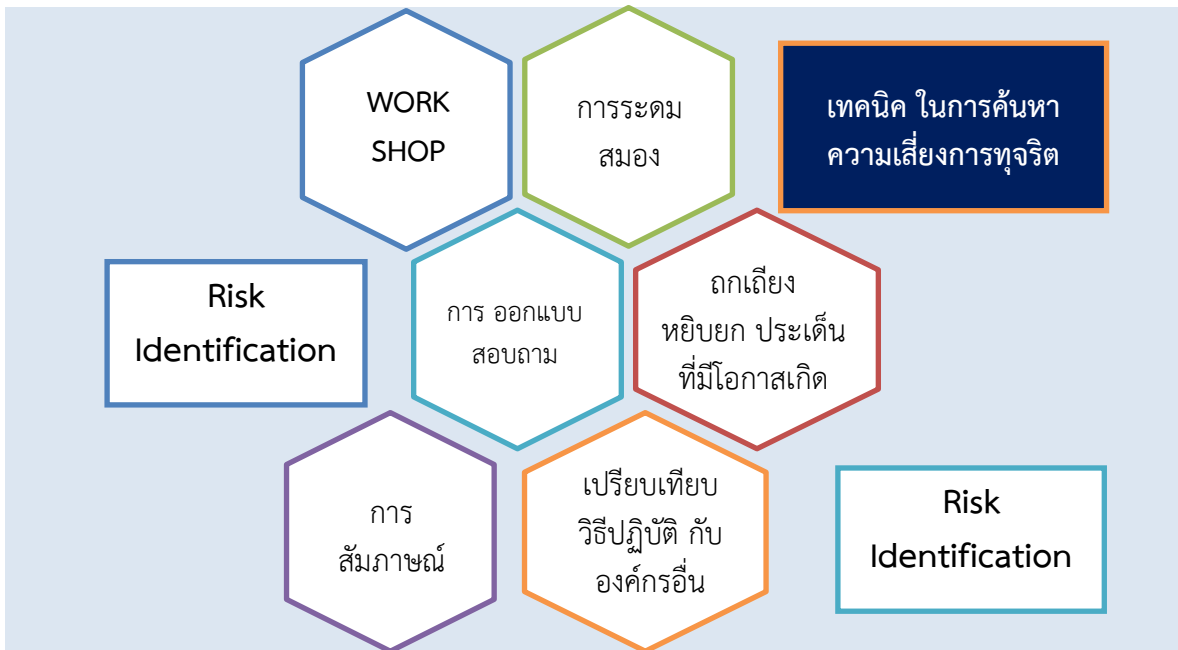 WORK
SHOP
การระดม
สมอง
เทคนิค ในการค้นหา
ความเสี่ยงการทุจริต
Risk
Identification
การ ออกแบบ
สอบถาม
ถกเถียง
หยิบยก ประเด็น
ที่มีโอกาสเกิด
การ
สัมภาษณ์
เปรียบเทียบ
วิธีปฏิบัติ กับ
องค์กรอื่น
Risk
Identification